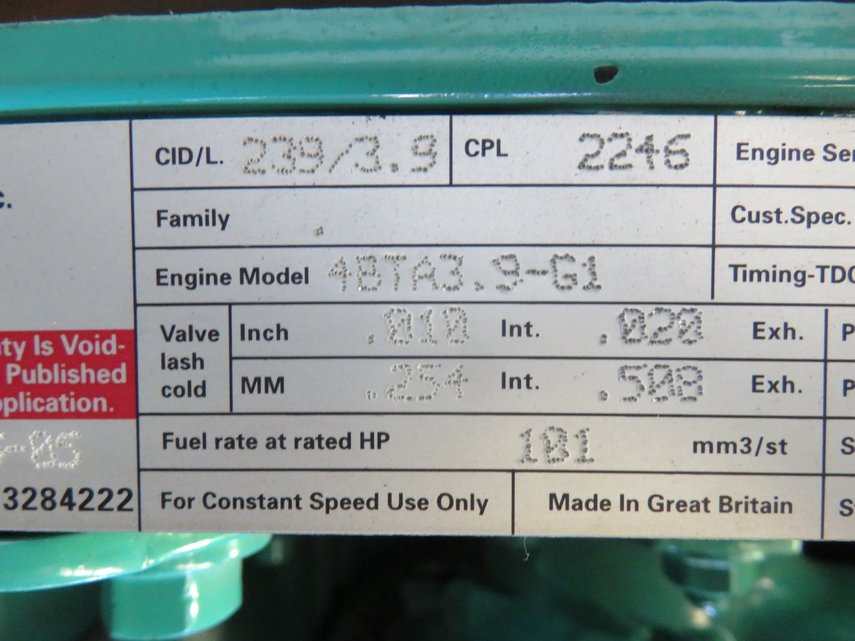 c.
CID/L. 239/3.9 CPL 2246 Engine Ser
Family Cust.Spec.
Engine Model 4BTA3.9-G1 Timing-TDC
Valve lash cold
Inch .010 Int. .020 Exh. P
MM .254 Int. .508 Exh. P
ty Is Void-
Published
plication.
-05
Fuel rate at rated HP 101 mm3/st S
3284222
For Constant Speed Use Only Made In Great Britain S